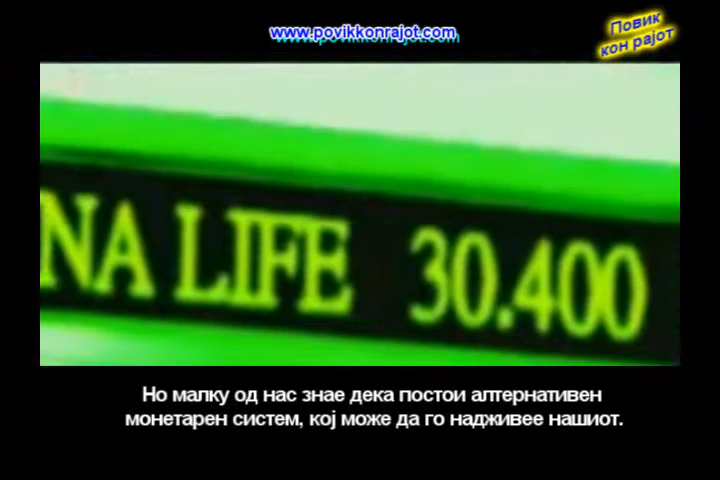 www.povikkonrajot.com
Повик
кон рајот
NA LIFE 30.400
Но малку од нас знае дека постои алтернативен
монетарен систем, кој може да го надживее нашиот.